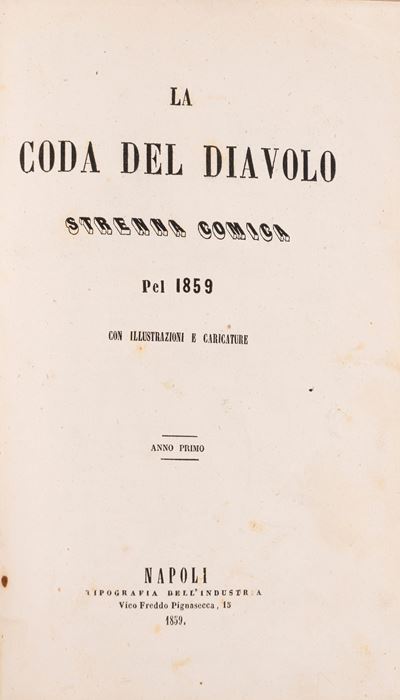 LA
CODA DEL DIAVOLO
STRENNA COMICA
Pel 1859
CON ILLUSTRAZIONI E CARICATURE
ANNO PRIMO
NAPOLI
TIPOGRAFIA DELL'INDUSTRIA
Vico Freddo Pignasecca, 15
1859.